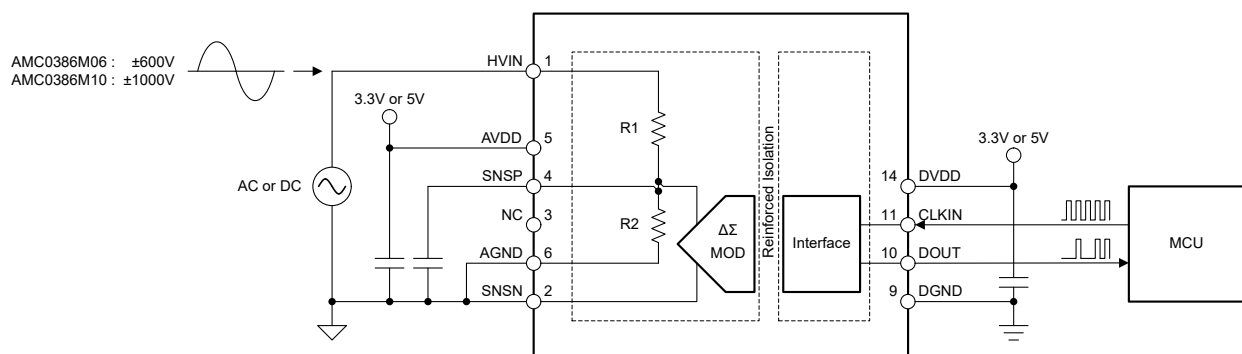 AMC0386M06 : ±600V
AMC0386M10 : ±1000V
HVIN 1
3.3V or 5V
AVDD 5
SNSP 4
NC 3
AGND 6
SNSN 2
AC or DC
R1
R2
ΔΣ
MOD
Reinforced Isolation
Interface
3.3V or 5V
14 DVDD
11 CLKIN
10 DOUT
9 DGND
MCU